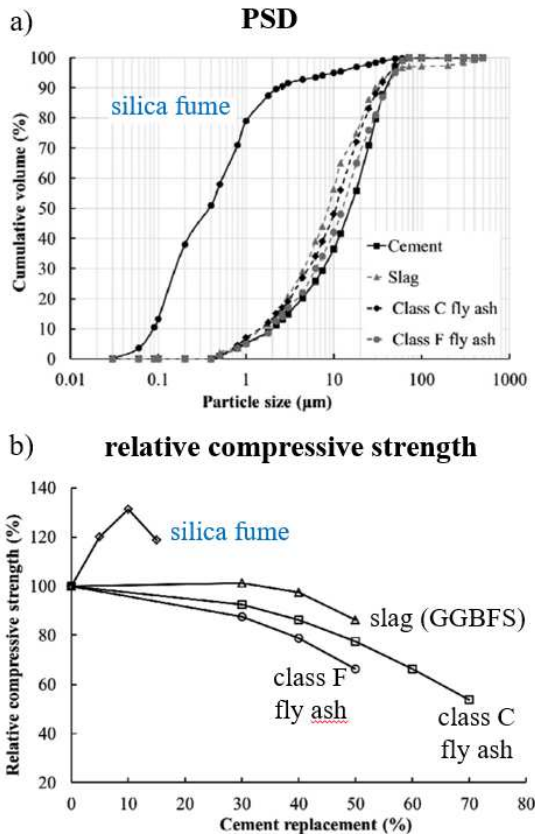 a)
PSD
100
90
80
70
60
50
40
30
20
10
0
Cumulative volume (%)
silica fume
Cement
Slag
Class C fly ash
Class F fly ash
0.01
0.1
1
10
100
1000
Particle size (µm)
b)
relative compressive strength
140
120
100
80
60
40
20
Relative compressive strength (%)
silica fume
slag (GGBFS)
class F
fly ash
class C
fly ash
0
10
20
30
40
50
60
70
80
Cement replacement (%)